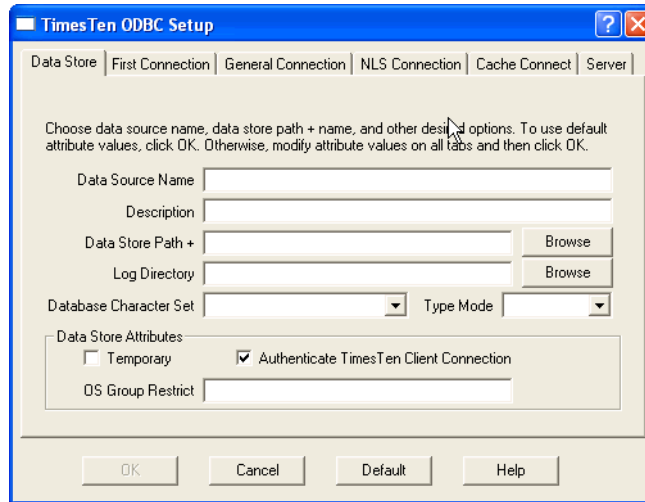 TimesTen ODBC Setup
Data Store First Connection General Connection NLS Connection Cache Connect Server
Choose data source name, data store path + name, and other desired options. To use default
attribute values, click OK. Otherwise, modify attribute values on all tabs and then click OK.
Data Source Name
Description
Data Store Path + Browse
Log Directory Browse
Database Character Set Type Mode
Data Store Attributes
Temporary Authenticate TimesTen Client Connection
OS Group Restrict
OK Cancel Default Help